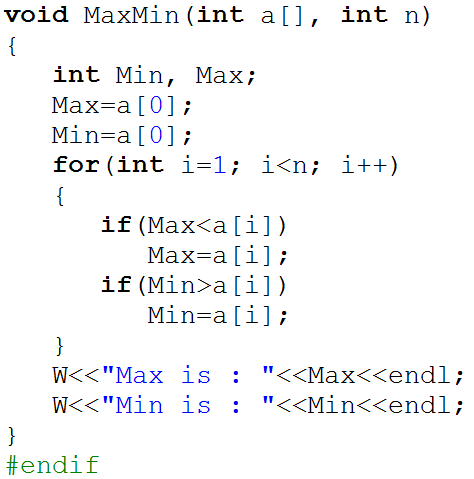 void MaxMin(int a[], int n)
{
   int Min, Max;
   Max=a[0];
   Min=a[0];
   for(int i=1; i<n; i++)
   {
      if(Max<a[i])
         Max=a[i];
      if(Min>a[i])
         Min=a[i];
   }
   W<<"Max is : "<<Max<<endl;
   W<<"Min is : "<<Min<<endl;
}
#endif